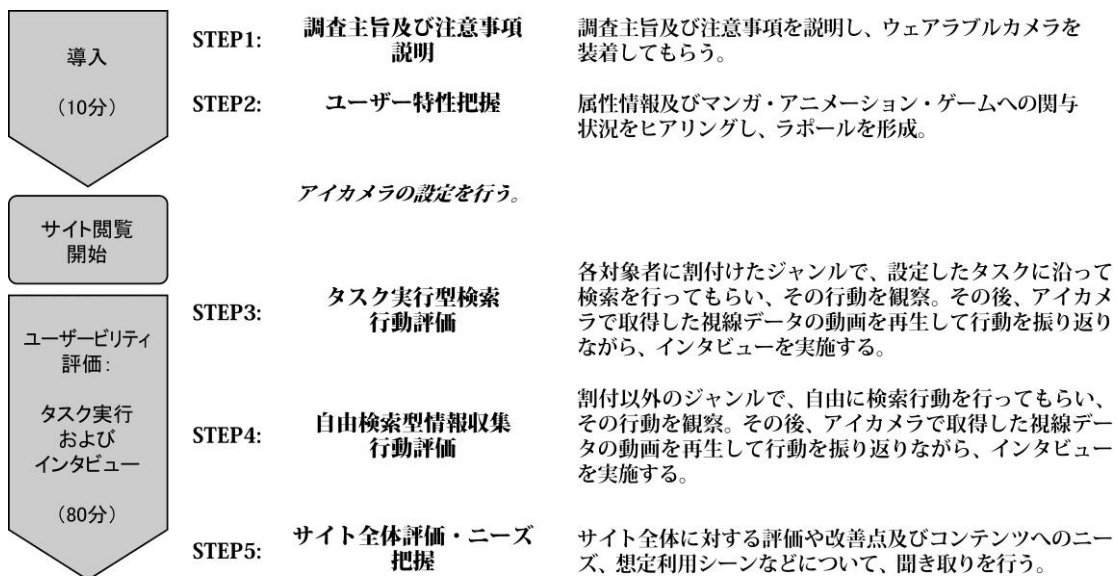 導入
(10分)
STEP1:
調査主旨及び注意事項
説明
調査主旨及び注意事項を説明し、ウェアラブルカメラを
装着してもらう。
STEP2:
ユーザー特性把握
属性情報及びマンガ・アニメーション・ゲームへの関与
状況をヒアリングし、ラポールを形成。
アイカメラの設定を行う。
サイト閲覧
開始
ユーザービリティ
評価:
タスク実行
および
インタビュー
(80分)
STEP3:
タスク実行型検索
行動評価
各対象者に割付けたジャンルで、設定したタスクに沿って
検索を行ってもらい、その行動を観察。その後、アイカメ
ラで取得した視線データの動画を再生して行動を振り返り
ながら、インタビューを実施する。
STEP4:
自由検索型情報収集
行動評価
割付以外のジャンルで、自由に検索行動を行ってもらい、
その行動を観察。その後、アイカメラで取得した視線デー
タの動画を再生して行動を振り返りながら、インタビュー
を実施する。
STEP5:
サイト全体評価・ニーズ
把握
サイト全体に対する評価や改善点及びコンテンツへのニー
ズ、想定利用シーンなどについて、聞き取りを行う。